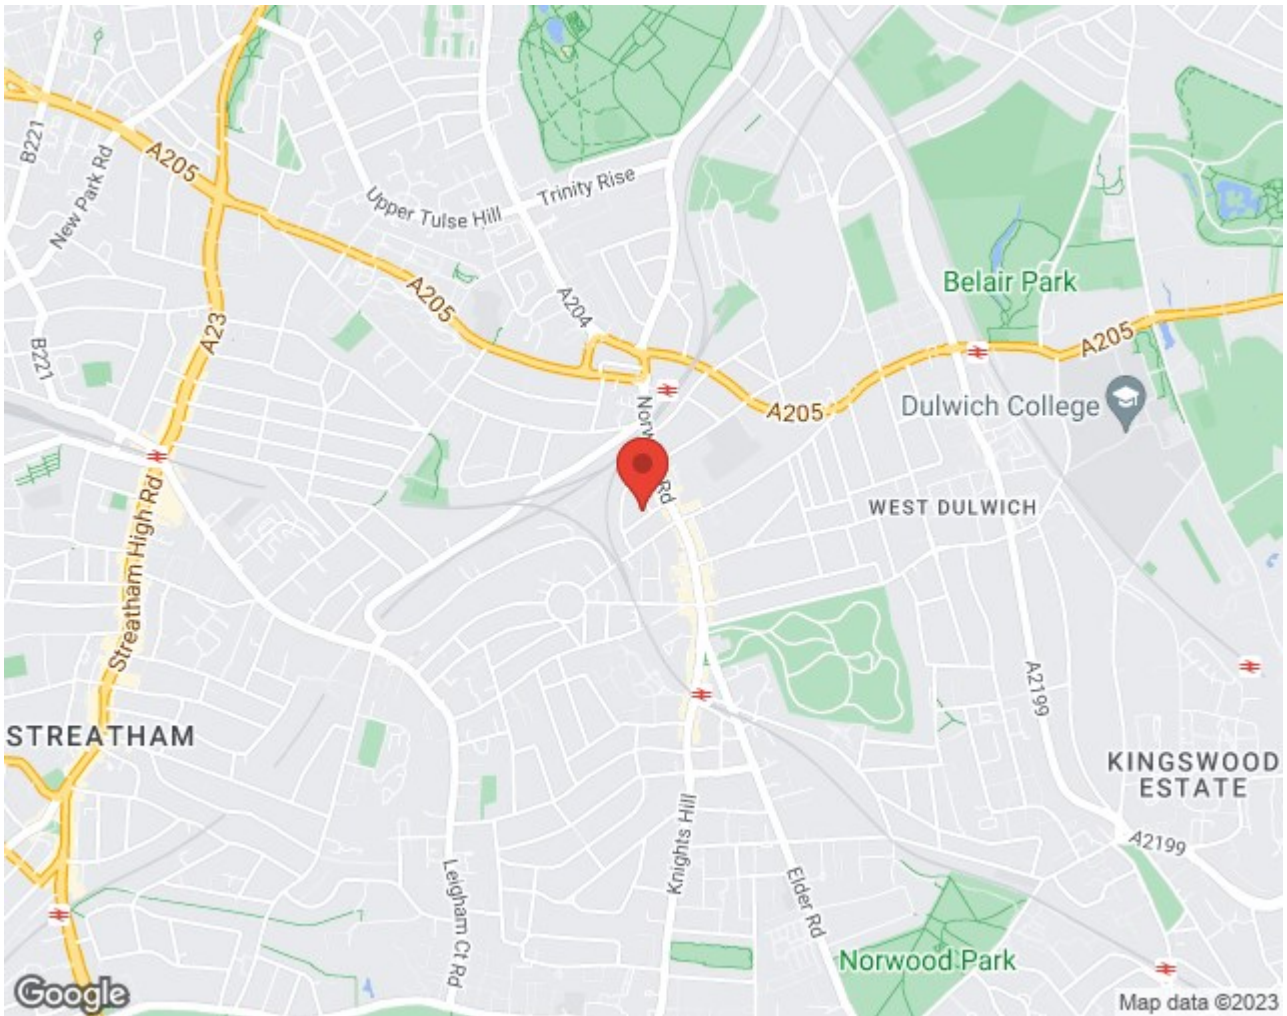 B221
New Park Rd
A205
Upper Tulse Hill
Trinity Rise
A23
A205
A204
B221
Belair Park
A205
A205
Dulwich College
Norw
Rd
Streatham High Rd
WEST DULWICH
STREATHAM
A2199
KINGSWOOD
ESTATE
A2199
Knights Hill
Leigham Ct Rd
Elder Rd
Norwood Park
Google
Map data ©2023